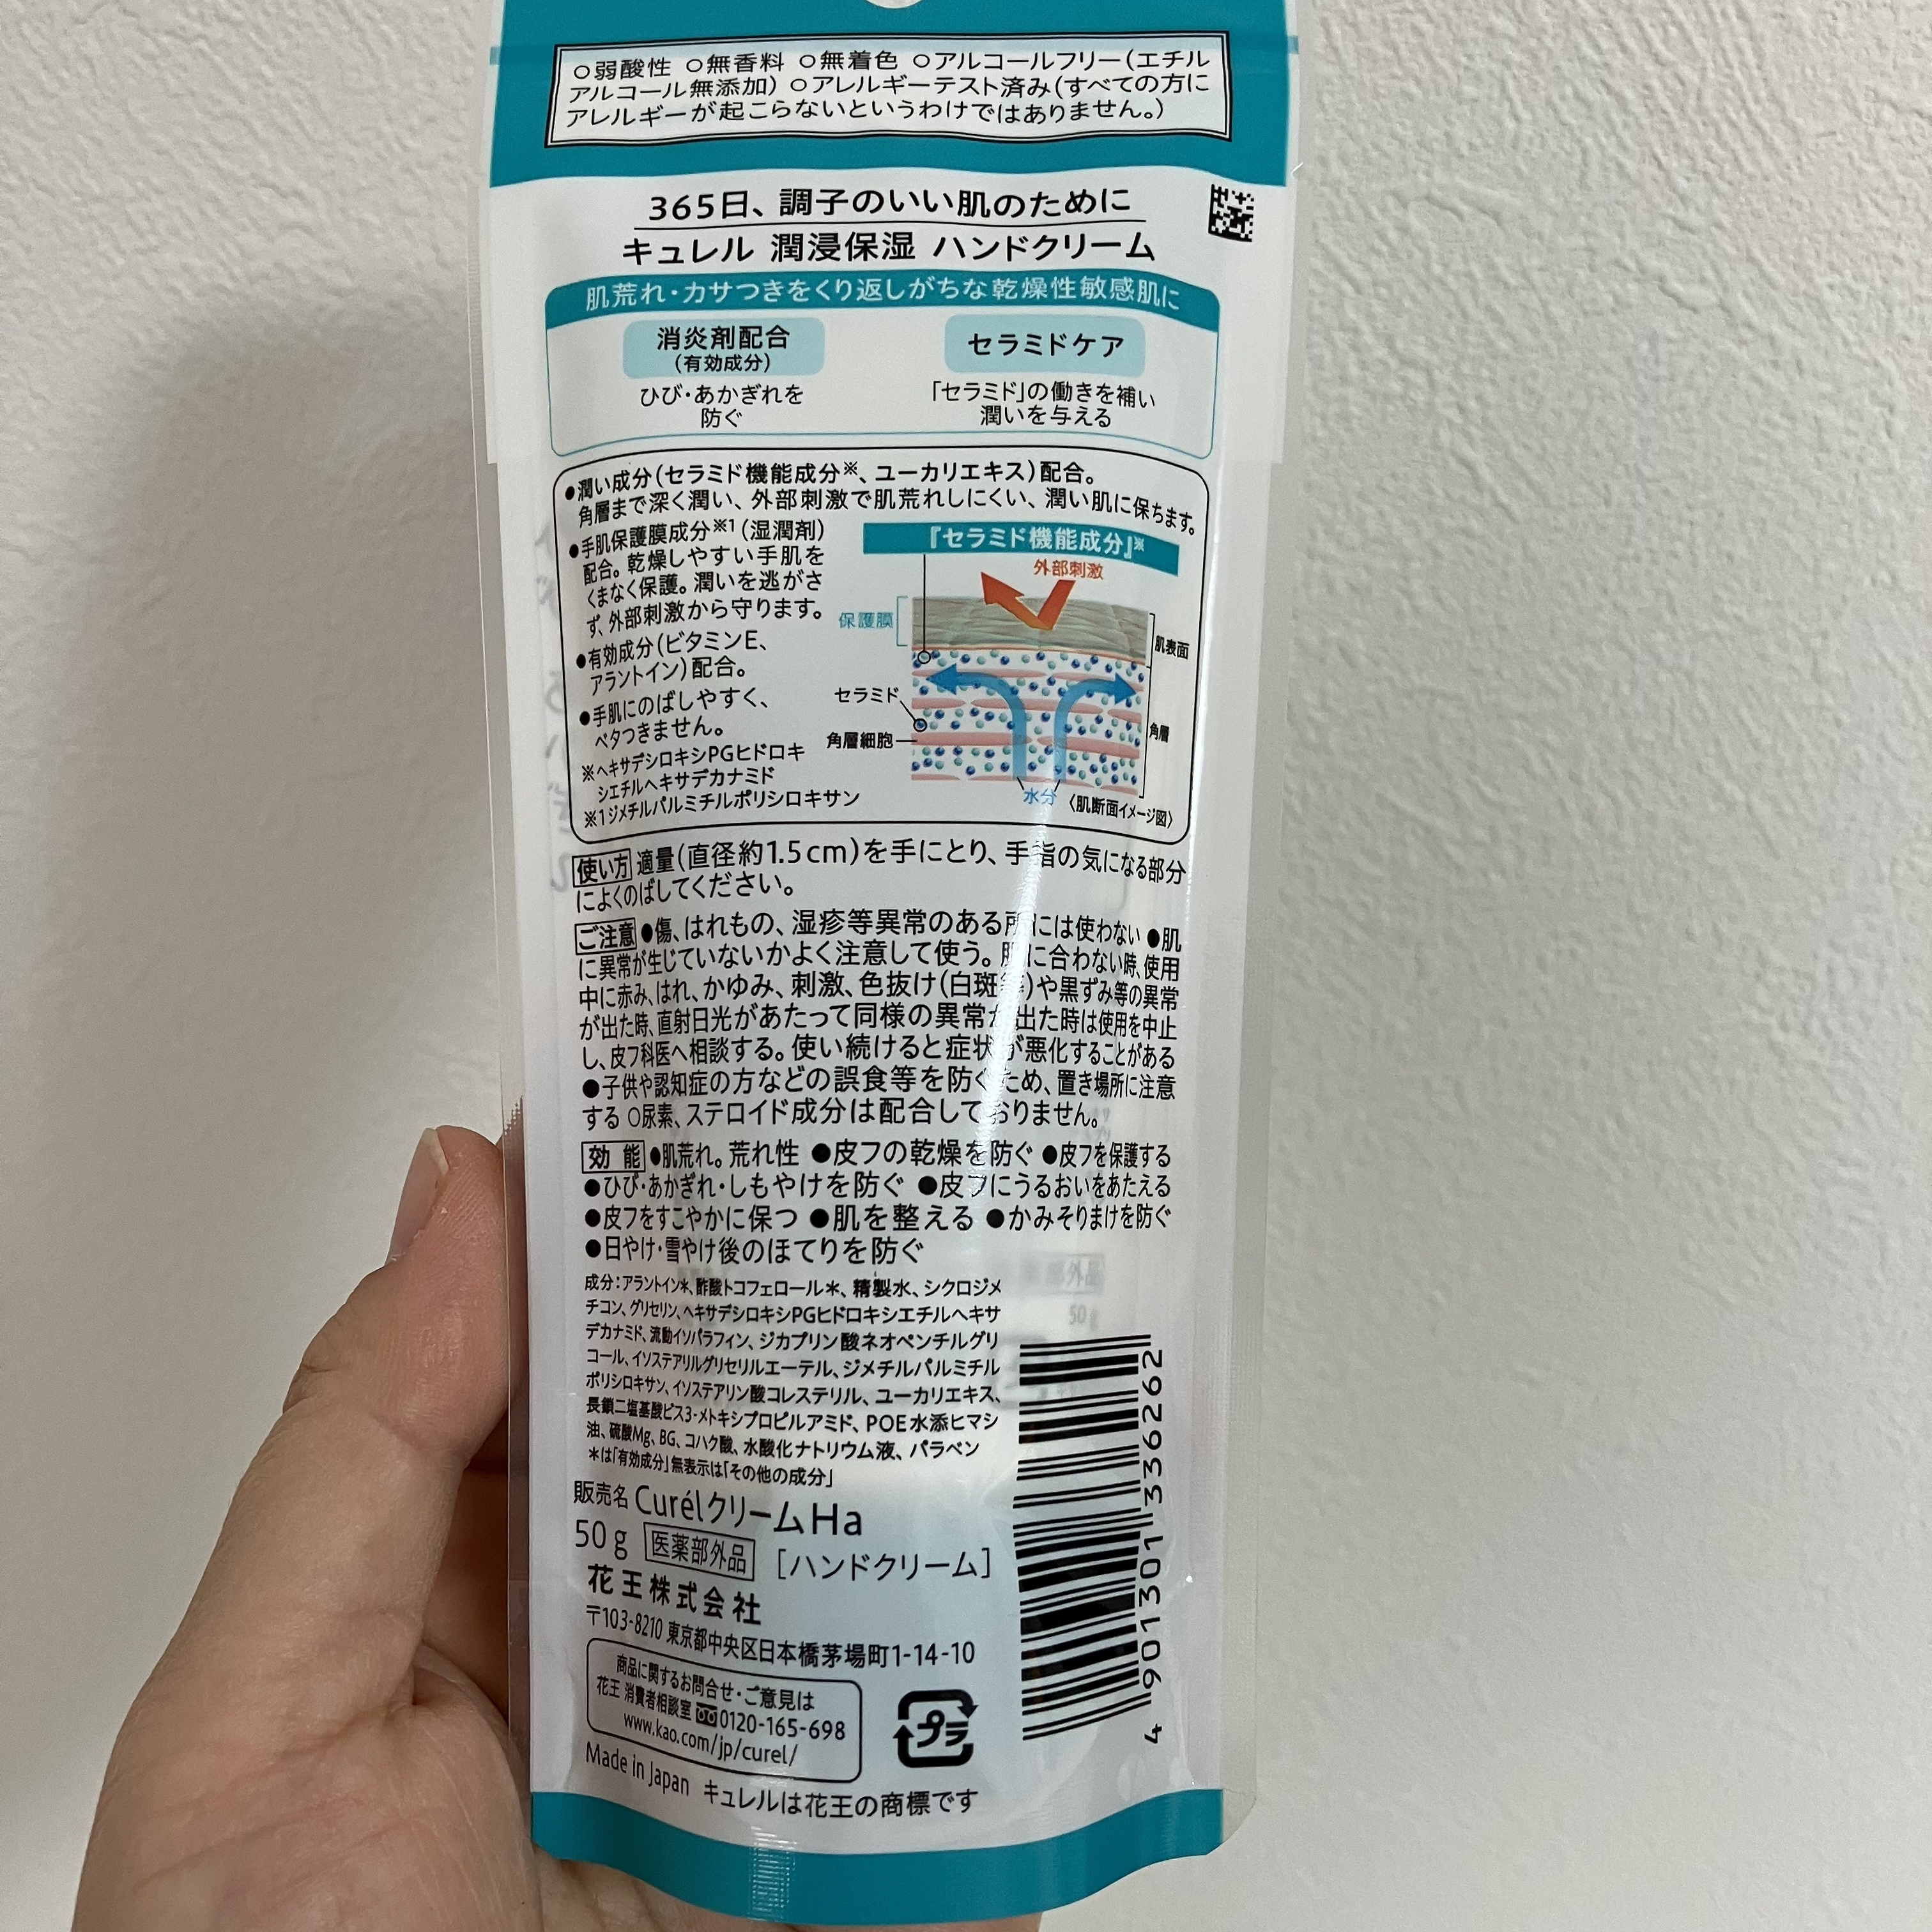 ○弱酸性 ○無香料 ○無着色 ○アルコールフリー(エチル
アルコール無添加) ○アレルギーテスト済み(すべての方に
アレルギーが起こらないというわけではありません。)
365日、調子のいい肌のために
キュレル 潤浸保湿 ハンドクリーム
肌荒れ・カサつきをくり返しがちな乾燥性敏感肌に
消炎剤配合
(有効成分)
ひび・あかぎれを
防ぐ
セラミドケア
「セラミド」の働きを補い
潤いを与える
●潤い成分(セラミド機能成分※、ユーカリエキス)配合。
角層まで深く潤い、外部刺激で肌荒れしにくい、潤い肌に保ちます。
●手肌保護膜成分※1(湿潤剤)
配合。乾燥しやすい手肌を
くまなく保護。潤いを逃がさ
ず、外部刺激から守ります。
●有効成分(ビタミンE、
アラントイン)配合。
●手肌にのばしやすく、
ベタつきません。
※ヘキサデシロキシPGヒドロキ
シエチルヘキサデカナミド
※1ジメチルパルミチルポリシロキサン
『セラミド機能成分』※
外部刺激
保護膜
肌表面
セラミド
角層細胞
角層
水分
〈肌断面イメージ図〉
使い方 適量(直径約1.5cm)を手にとり、手指の気になる部分
によくのばしてください。
ご注意 ●傷、はれもの、湿疹等異常のある所には使わない ●肌
に異常が生じていないかよく注意して使う。肌に合わない時、使用
中に赤み、はれ、かゆみ、刺激、色抜け(白斑等)や黒ずみ等の異常
が出た時、直射日光があたって同様の異常が出た時は使用を中止
し、皮フ科医へ相談する。使い続けると症状が悪化することがある
●子供や認知症の方などの誤食等を防ぐため、置き場所に注意
する ○尿素、ステロイド成分は配合しておりません。
効能 ●肌荒れ。荒れ性 ●皮フの乾燥を防ぐ ●皮フを保護する
●ひび・あかぎれ・しもやけを防ぐ ●皮フにうるおいをあたえる
●皮フをすこやかに保つ ●肌を整える ●かみそりまけを防ぐ
●日やけ・雪やけ後のほてりを防ぐ
成分：アラントイン＊、酢酸トコフェロール＊、精製水、シクロジメ
チコン、グリセリン、ヘキサデシロキシPGヒドロキシエチルヘキサ
デカナミド、流動イソパラフィン、ジカプリン酸ネオペンチルグリ
コール、イソステアリルグリセリルエーテル、ジメチルパルミチル
ポリシロキサン、イソステアリン酸コレステリル、ユーカリエキス、
長鎖二塩基酸ビス3-メトキシプロピルアミド、POE水添ヒマシ
油、硫酸Mg、BG、コハク酸、水酸化ナトリウム液、パラベン
＊は「有効成分」無表示は「その他の成分」
販売名 CurélクリームHa
50g 医薬部外品 [ハンドクリーム]
花王株式会社
〒103-8210 東京都中央区日本橋茅場町1-14-10
商品に関するお問合せ・ご意見は
花王 消費者相談室 0120-165-698
www.kao.com/jp/curel/
Made in Japan キュレルは花王の商標です
プラ
4 901301 336262